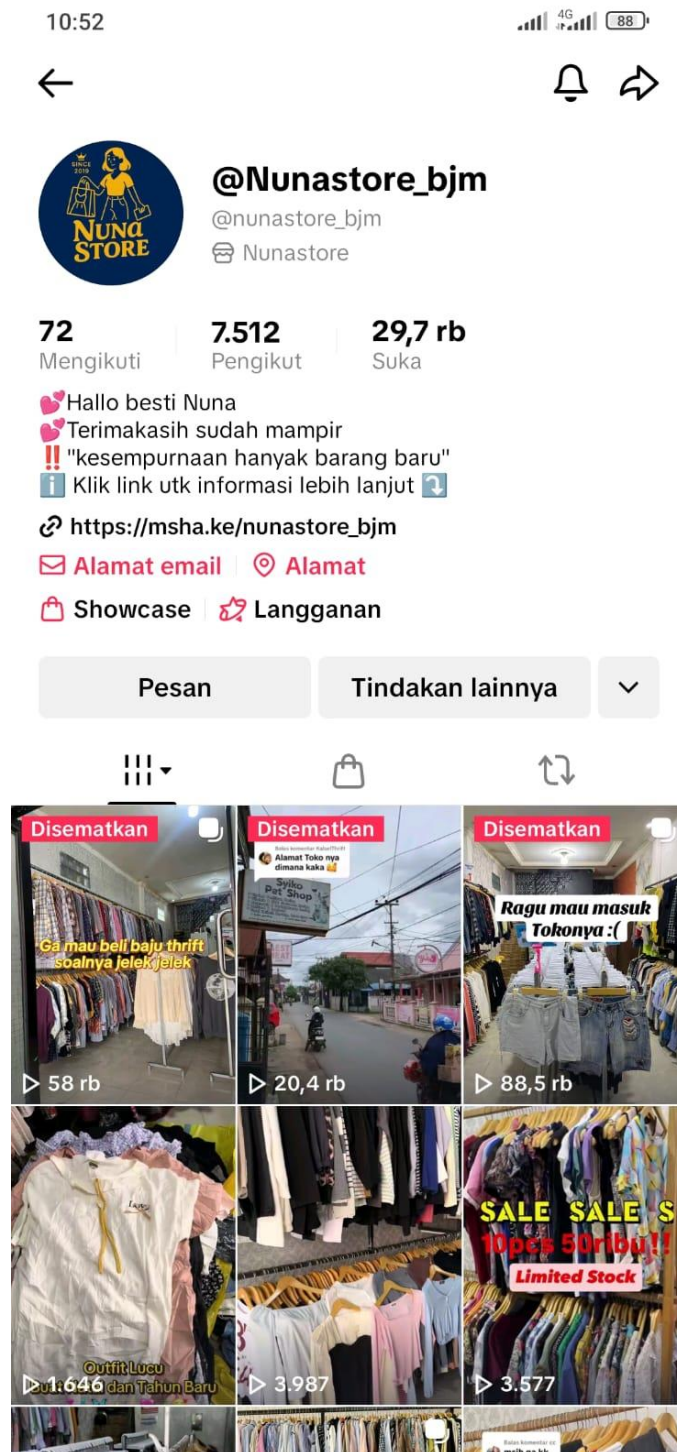 10:52
4G
88
SINCE
2019
NUNA
STORE
@Nunastore_bjm
@nunastore_bjm
Nunastore
72
7.512
29,7 rb
Mengikuti
Pengikut
Suka
💕Hallo besti Nuna
💕Terimakasih sudah mampir
‼️"kesempurnaan hanyak barang baru"
ℹ️ Klik link utk informasi lebih lanjut ⤵️
https://msha.ke/nunastore_bjm
Alamat email
Alamat
Showcase
Langganan
Pesan
Tindakan lainnya
Disematkan
Ga mau beli baju thrift
soalnya jelek jelek
58 rb
Disematkan
Alamat Toko nya
dimana kaka
Syiko
Pet Shop
20,4 rb
Disematkan
Ragu mau masuk
Tokonya :(
88,5 rb
Outfit Lucu
dan Tahun Baru
1.646
3.987
SALE SALE S
10pcs 50ribu!!
Limited Stock
3.577